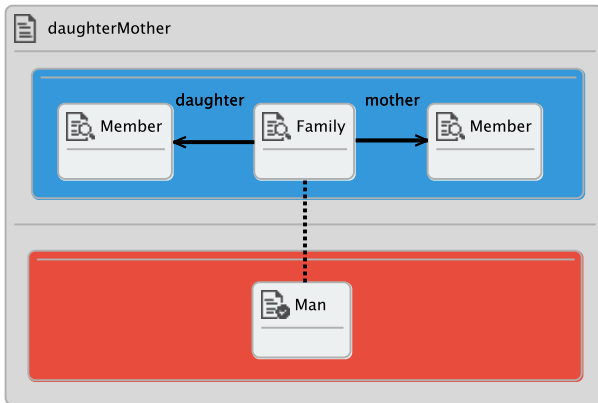 daughterMother
daughter
mother
Member
Family
Member
Man